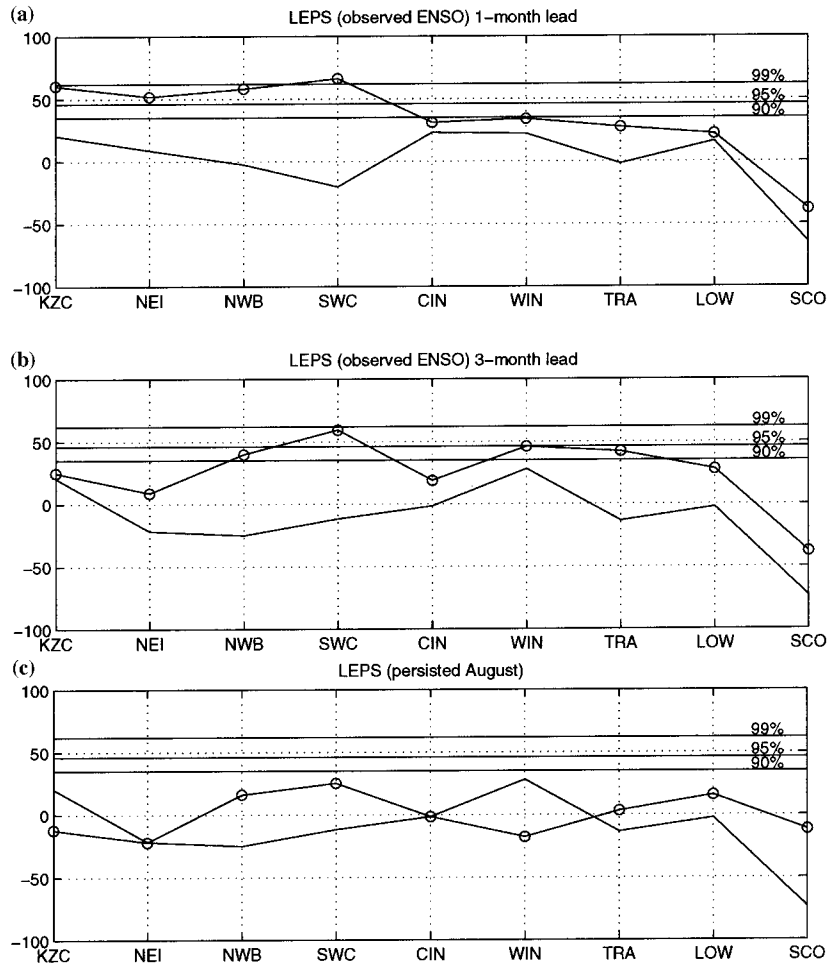 (a)
LEPS (observed ENSO) 1-month lead
100
50
0
−50
−100
99%
95%
90%
KZC NEI NWB SWC CIN WIN TRA LOW SCO
(b)
LEPS (observed ENSO) 3-month lead
100
50
0
−50
−100
99%
95%
90%
KZC NEI NWB SWC CIN WIN TRA LOW SCO
(c)
LEPS (persisted August)
100
50
0
−50
−100
99%
95%
90%
KZC NEI NWB SWC CIN WIN TRA LOW SCO